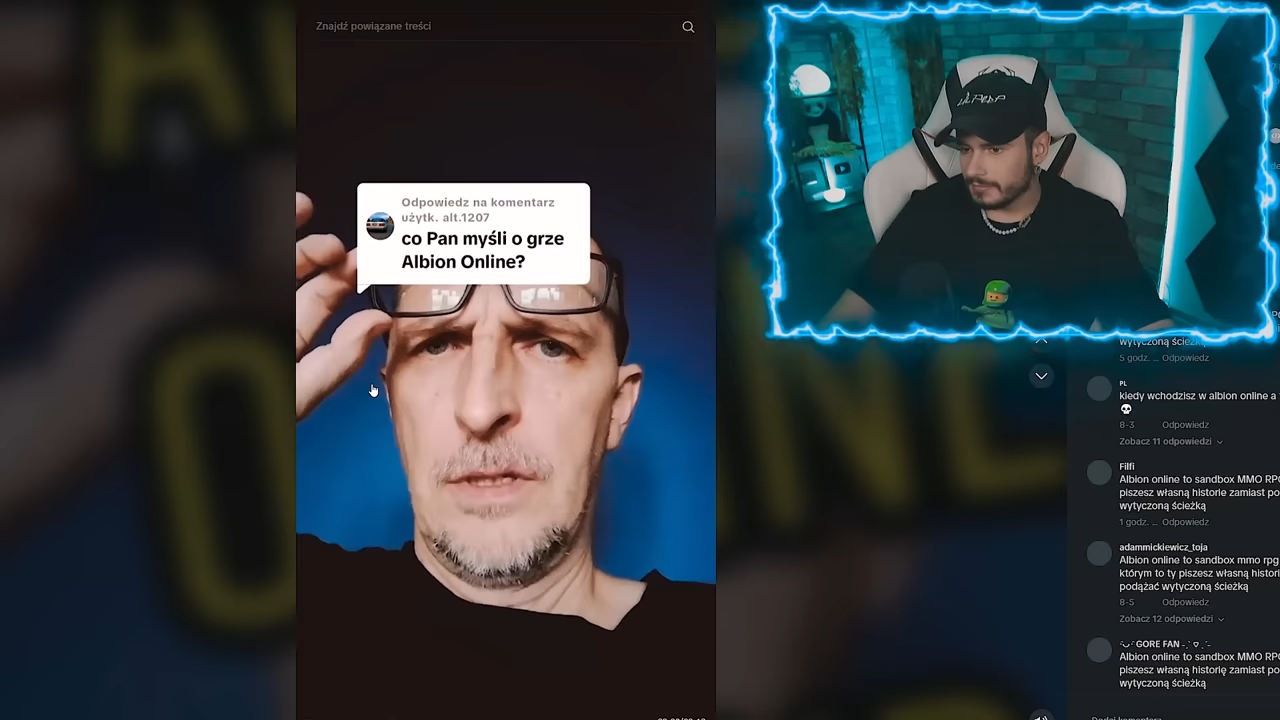 Znajdź powiązane treści
Odpowiedz na komentarz
użytk. alt.1207
co Pan myśli o grze
Albion Online?
wytyczoną ścieżką
5 godz. ... Odpowiedz
PL
kiedy wchodzisz w albion online a
8-3 Odpowiedz
Zobacz 11 odpowiedzi
Filfi
Albion online to sandbox MMO RPG
piszesz własną historie zamiast po
wytyczoną ścieżką
1 godz. ... Odpowiedz
adammickiewicz_toja
Albion online to sandbox mmo rpg
którym to ty piszesz własną histori
podążać wytyczoną ścieżką
8-5 Odpowiedz
Zobacz 12 odpowiedzi
GORE FAN
Albion online to sandbox MMO RPG
piszesz własną historię zamiast po
wytyczoną ścieżką